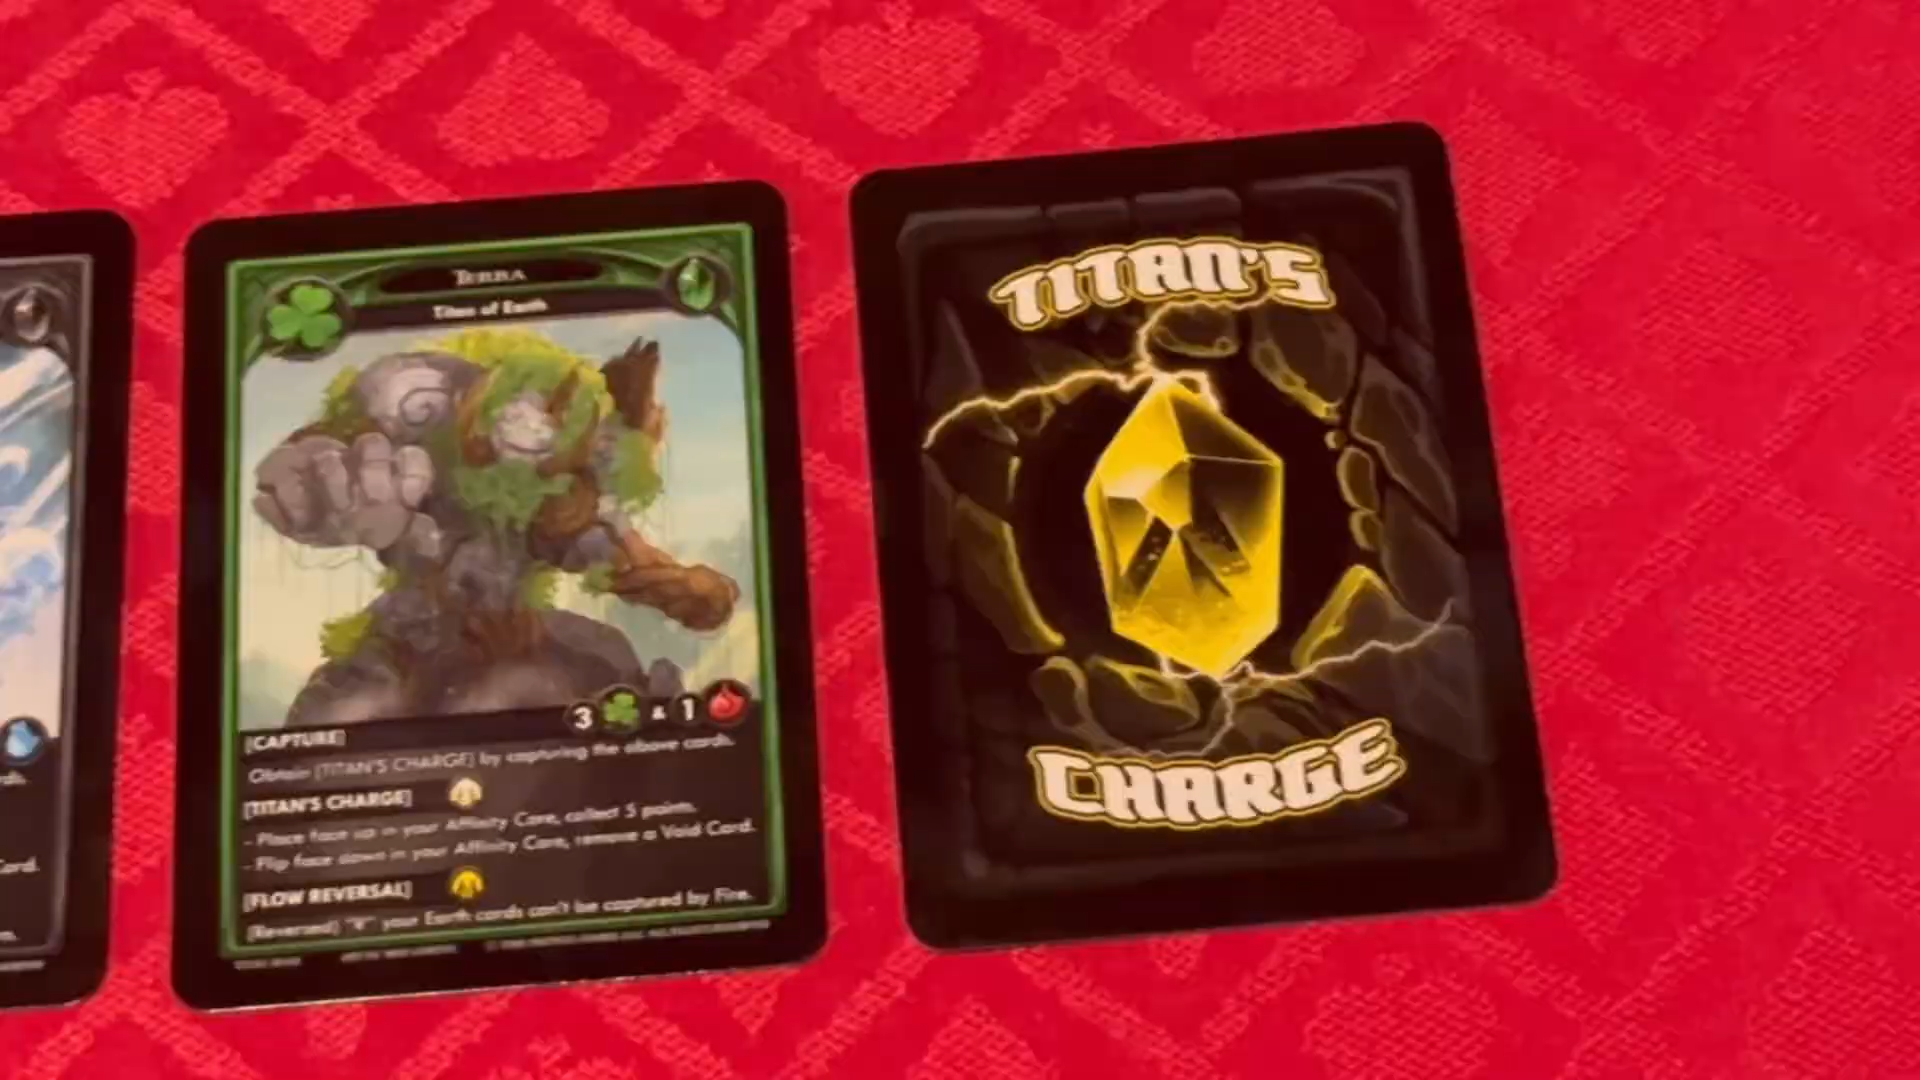 TERRA
Titan of Earth
3 & 1
[CAPTURE]
Obtain [TITAN'S CHARGE] by capturing the above cards.
[TITAN'S CHARGE]
- Place face up in your Affinity Core, collect 5 points.
- Flip face down in your Affinity Core, remove a Void Card.
[FLOW REVERSAL]
your Earth cards can't be captured by Fire.
TITAN'S
CHARGE
Card.